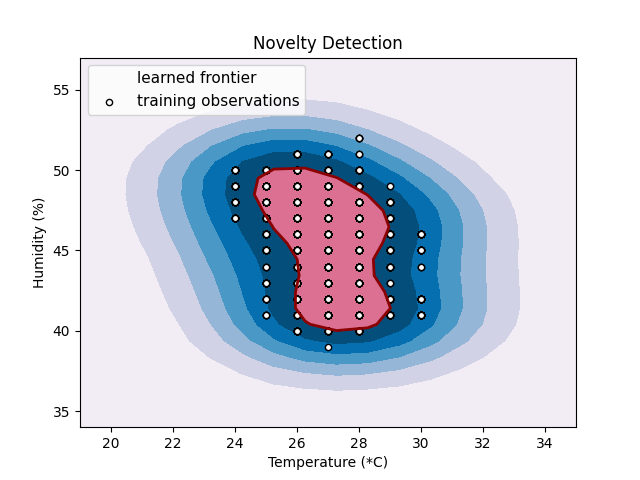 Novelty Detection
learned frontier
training observations
55
50
45
40
35
Humidity (%)
20 22 24 26 28 30 32 34
Temperature (*C)